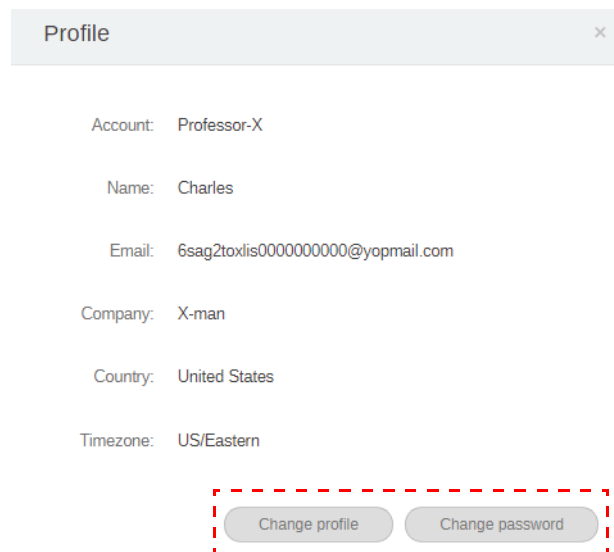 Profile ×
Account: Professor-X
Name: Charles
Email: 6sag2toxlis0000000000@yopmail.com
Company: X-man
Country: United States
Timezone: US/Eastern
Change profile Change password